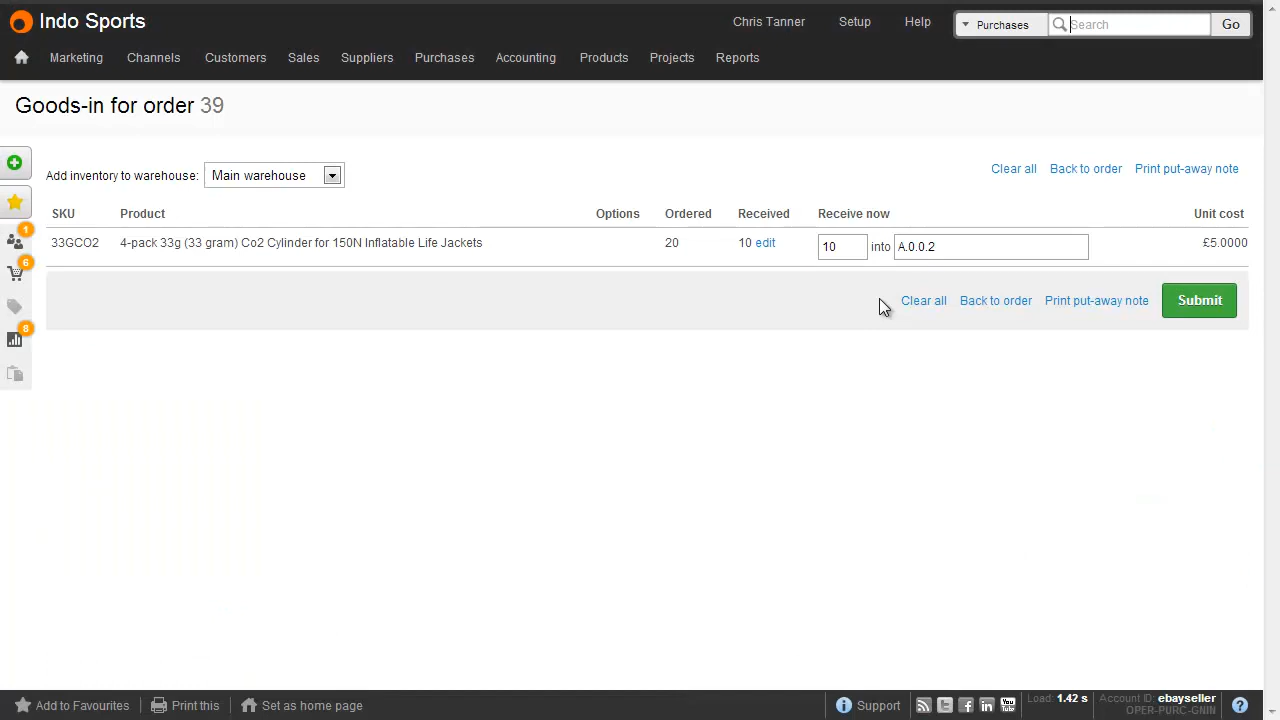 Indo Sports
Chris Tanner Setup Help Purchases Search Go
Marketing Channels Customers Sales Suppliers Purchases Accounting Products Projects Reports
Goods-in for order 39
Add inventory to warehouse: Main warehouse Clear all Back to order Print put-away note
SKU Product Options Ordered Received Receive now Unit cost
33GCO2 4-pack 33g (33 gram) Co2 Cylinder for 150N Inflatable Life Jackets 20 10 edit 10 into A.0.0.2 £5.0000
Clear all Back to order Print put-away note Submit
1
6
8
Add to Favourites Print this Set as home page Support You Tube Load: 1.42 s Account ID: ebayseller
OPER-PURC-GNIN